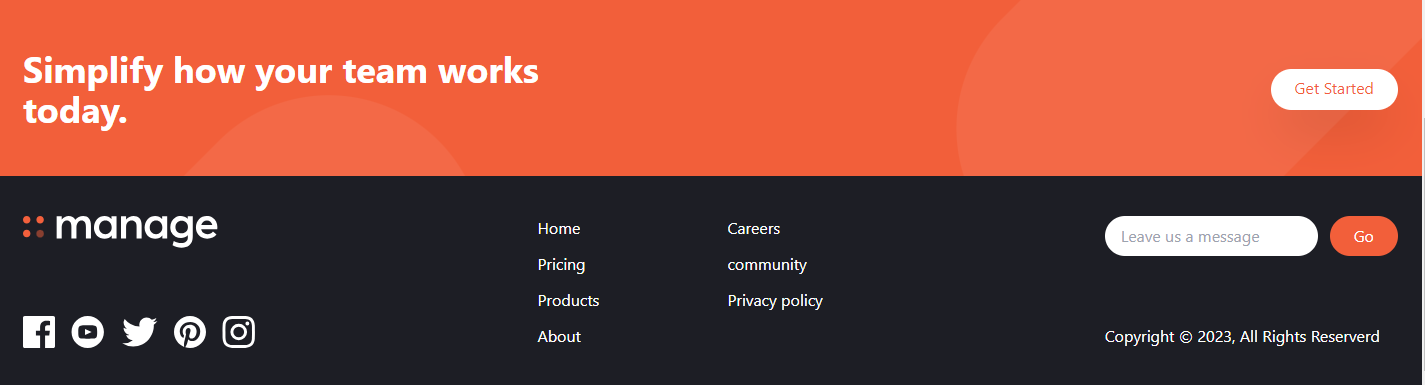 Simplify how your team works
today.
Get Started
manage
Home
Pricing
Products
About
Careers
community
Privacy policy
Leave us a message
Go
Copyright © 2023, All Rights Reserverd